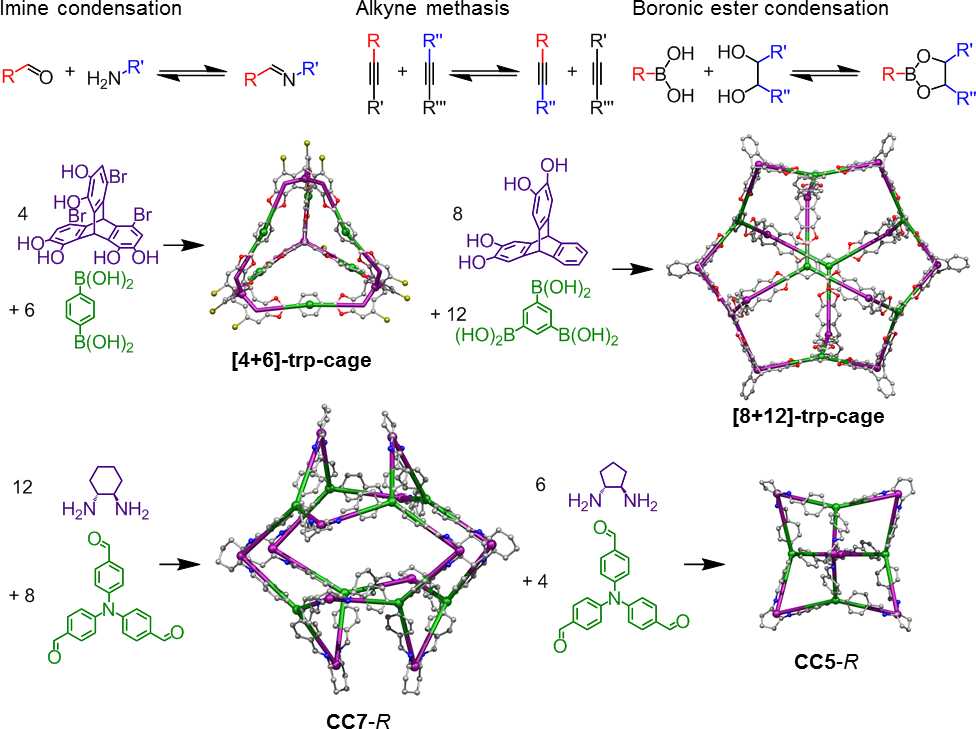 Imine condensation
Alkyne methasis
Boronic ester condensation
R O + H₂N R' R N R'
R R' + R'' R''' R R'' + R' R'''
R B OH OH + HO HO R' R'' R B O O R' R''
4
HO Br HO Br Br HO HO OH OH
+ 6
B(OH)₂
B(OH)₂
[4+6]-trp-cage
8
OH HO HO HO
+ 12
B(OH)₂
(HO)₂B B(OH)₂
[8+12]-trp-cage
12
H₂N NH₂
+ 8
O
N
O O
CC7-R
6
NH₂ NH₂
+ 4
O
N
O O
CC5-R